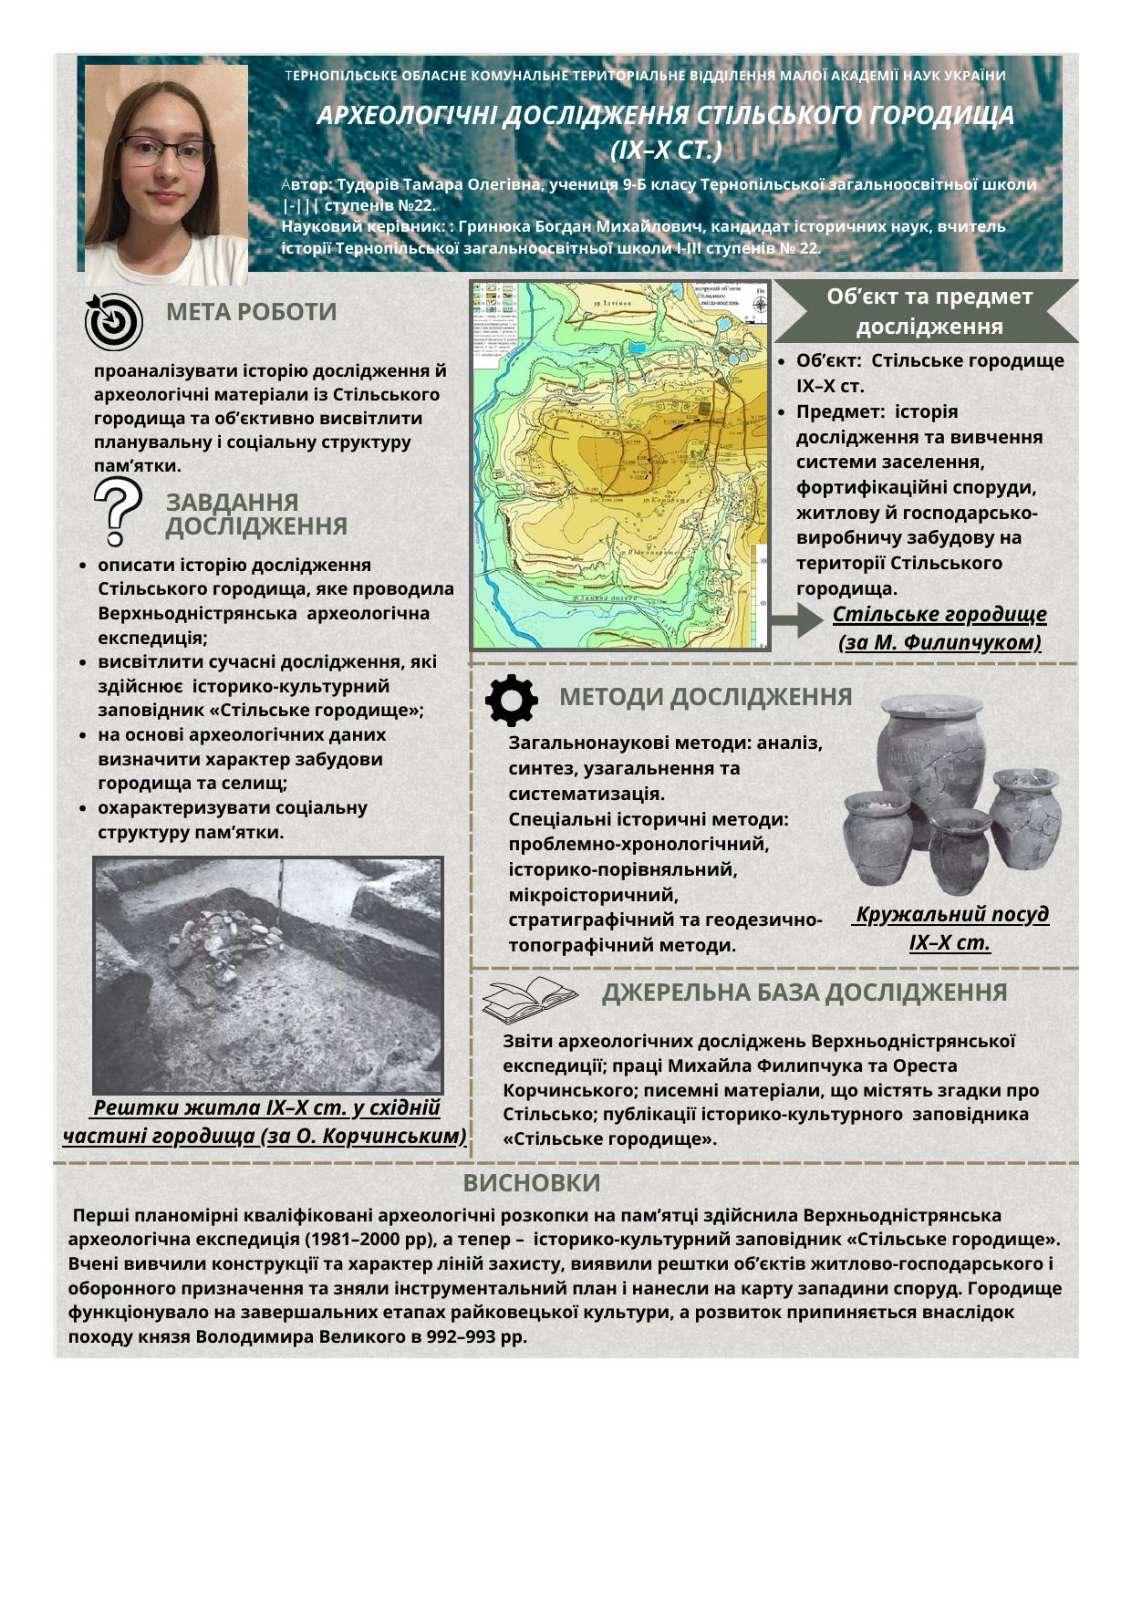 ТЕРНОПІЛЬСЬКЕ ОБЛАСНЕ КОМУНАЛЬНЕ ТЕРИТОРІАЛЬНЕ ВІДДІЛЕННЯ МАЛОЇ АКАДЕМІЇ НАУК УКРАЇНИ
АРХЕОЛОГІЧНІ ДОСЛІДЖЕННЯ СТІЛЬСЬКОГО ГОРОДИЩА
(IX–X СТ.)
Автор: Тудорів Тамара Олегівна, учениця 9-Б класу Тернопільської загальноосвітньої школи
|-||| ступенів №22.
Науковий керівник: : Гринюка Богдан Михайлович, кандидат історичних наук, вчитель
історії Тернопільської загальноосвітньої школи І-ІІІ ступенів № 22.
МЕТА РОБОТИ
проаналізувати історію дослідження й
археологічні матеріали із Стільського
городища та об’єктивно висвітлити
планувальну і соціальну структуру
пам’ятки.
ЗАВДАННЯ
ДОСЛІДЖЕННЯ
• описати історію дослідження
Стільського городища, яке проводила
Верхньодністрянська археологічна
експедиція;
• висвітлити сучасні дослідження, які
здійснює історико-культурний
заповідник «Стільське городище»;
• на основі археологічних даних
визначити характер забудови
городища та селищ;
• охарактеризувати соціальну
структуру пам’ятки.
Рештки житла IX–X ст. у східній
частині городища (за О. Корчинським)
Об’єкт та предмет
дослідження
• Об’єкт: Стільське городище
IX–X ст.
• Предмет: історія
дослідження та вивчення
системи заселення,
фортифікаційні споруди,
житлову й господарсько-
виробничу забудову на
території Стільського
городища.
Стільське городище
(за М. Филипчуком)
МЕТОДИ ДОСЛІДЖЕННЯ
Загальнонаукові методи: аналіз,
синтез, узагальнення та
систематизація.
Спеціальні історичні методи:
проблемно-хронологічний,
історико-порівняльний,
мікроісторичний,
стратиграфічний та геодезично-
топографічний методи.
Кружальний посуд
IX–X ст.
ДЖЕРЕЛЬНА БАЗА ДОСЛІДЖЕННЯ
Звіти археологічних досліджень Верхньодністрянської
експедиції; праці Михайла Филипчука та Ореста
Корчинського; писемні матеріали, що містять згадки про
Стільсько; публікації історико-культурного заповідника
«Стільське городище».
ВИСНОВКИ
Перші планомірні кваліфіковані археологічні розкопки на пам’ятці здійснила Верхньодністрянська
археологічна експедиція (1981–2000 рр), а тепер – історико-культурний заповідник «Стільське городище».
Вчені вивчили конструкції та характер ліній захисту, виявили рештки об’єктів житлово-господарського і
оборонного призначення та зняли інструментальний план і нанесли на карту западини споруд. Городище
функціонувало на завершальних етапах райковецької культури, а розвиток припиняється внаслідок
походу князя Володимира Великого в 992–993 рр.